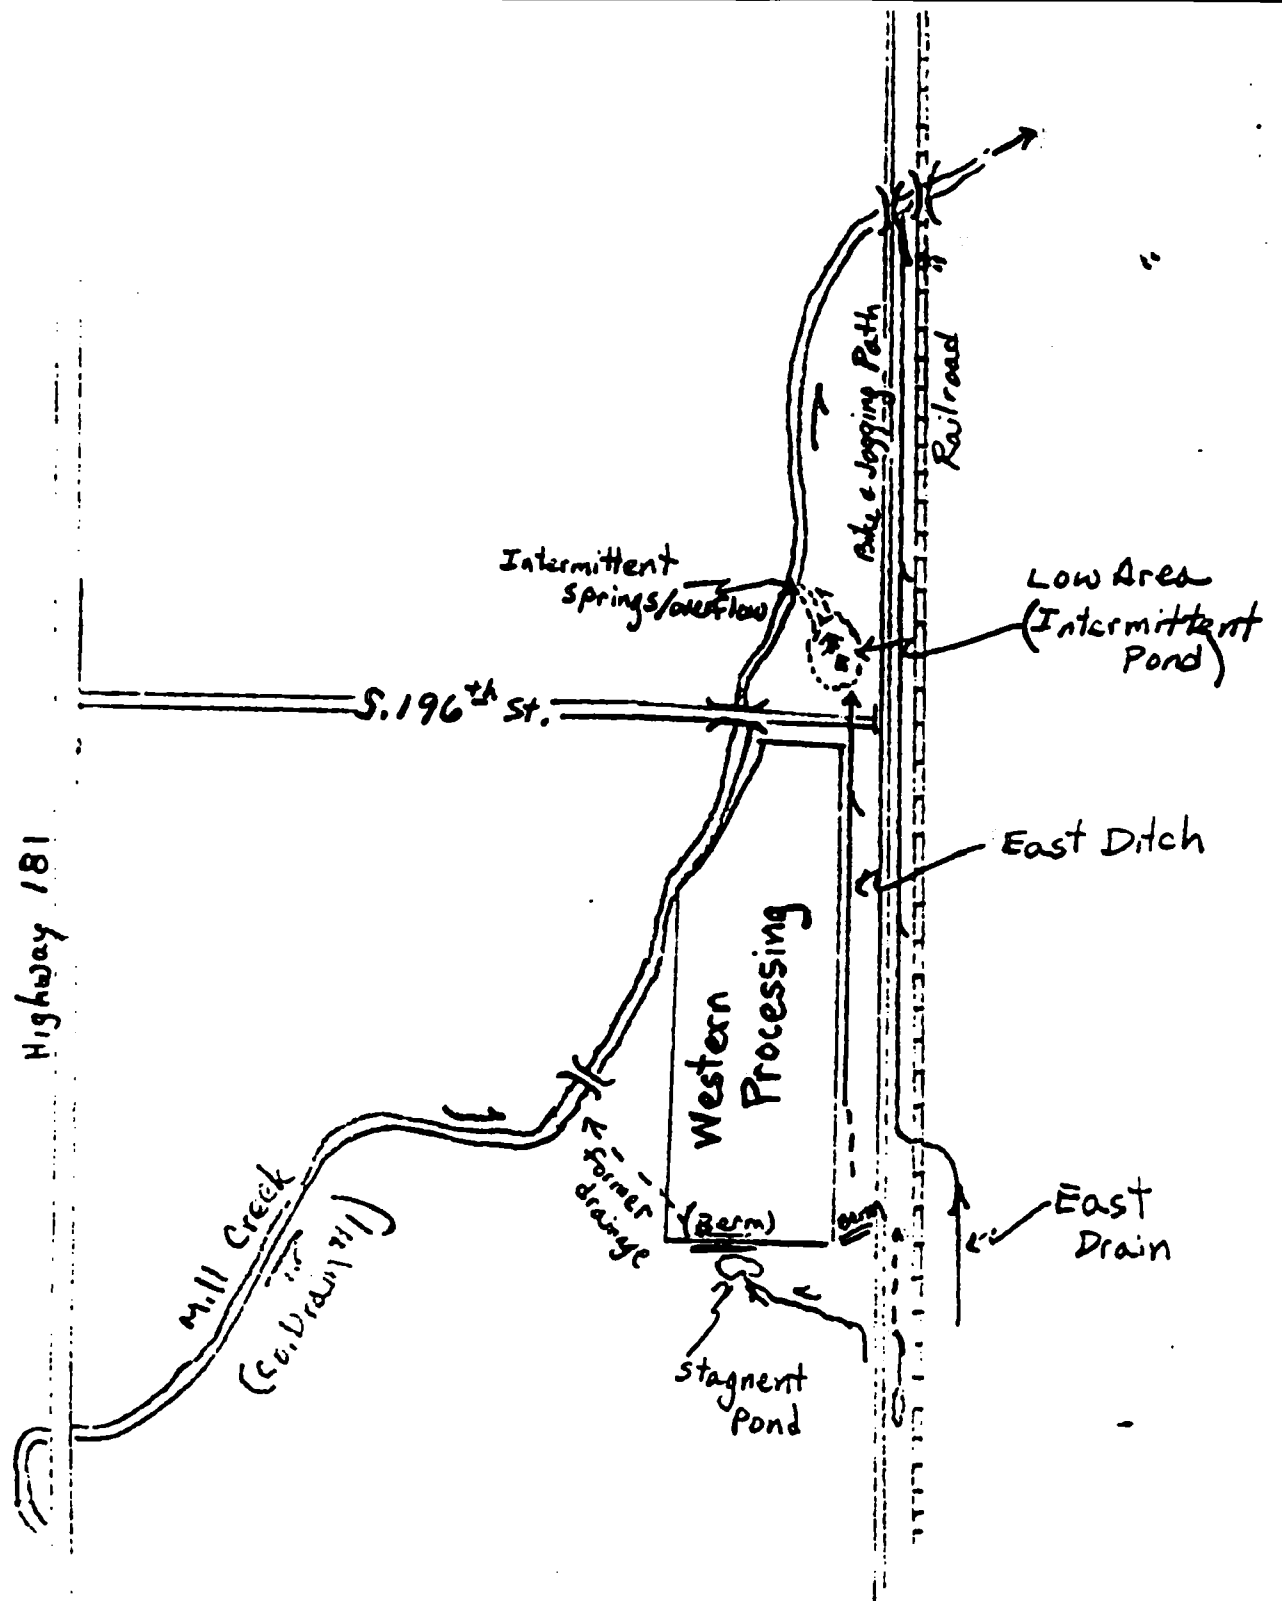 Railroad
Bike & Jogging Path
Intermittent
Springs/overflow
Low Area
(Intermittent
Pond)
S. 196th St.
East Ditch
Highway 181
Western
Processing
Former
drainage
(Berm)
Berm
East
Drain
Mill Creek
(Co. Drain #1)
Stagnent
Pond